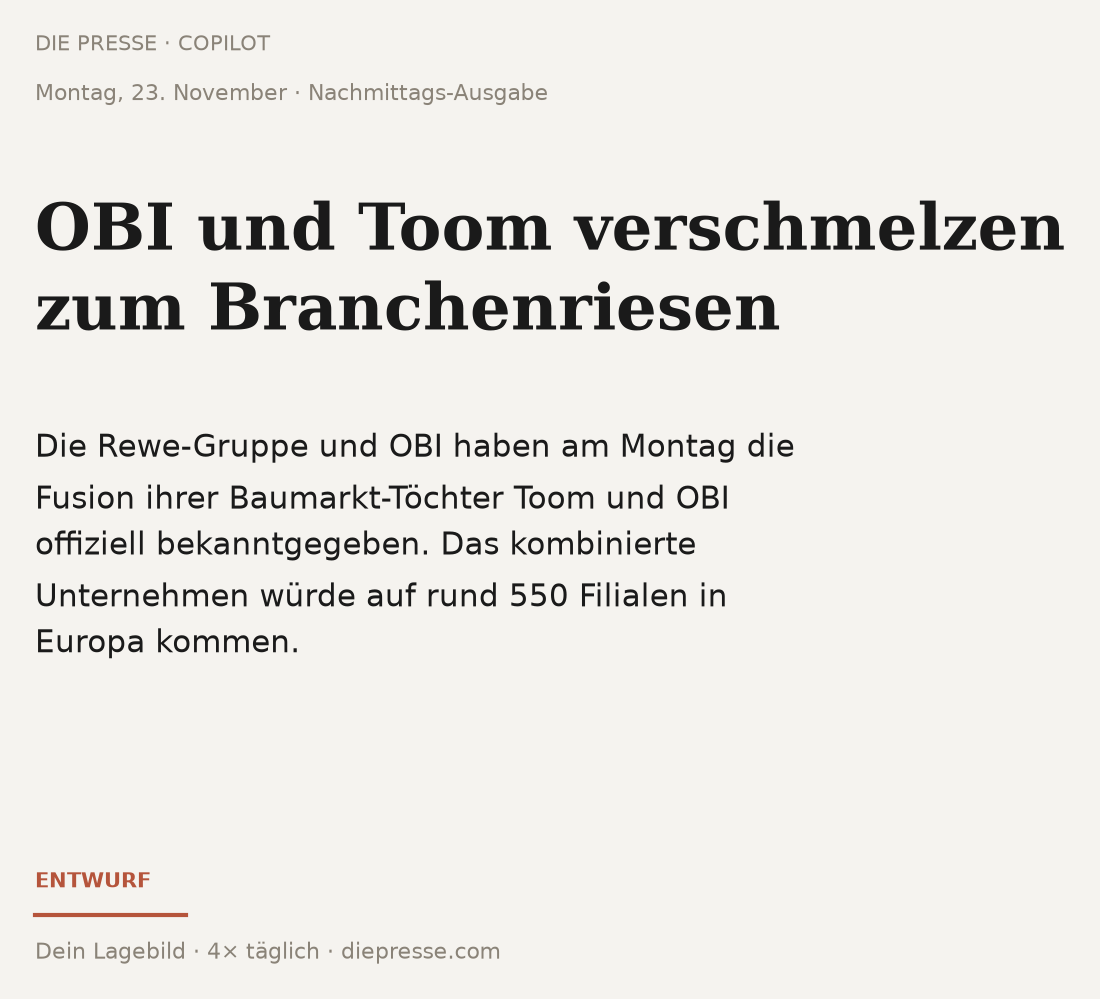 DIE PRESSE · COPILOT
Montag, 23. November · Nachmittags-Ausgabe
OBI und Toom verschmelzen
zum Branchenriesen
Die Rewe-Gruppe und OBI haben am Montag die
Fusion ihrer Baumarkt-Töchter Toom und OBI
offiziell bekanntgegeben. Das kombinierte
Unternehmen würde auf rund 550 Filialen in
Europa kommen.
ENTWURF
Dein Lagebild · 4× täglich · diepresse.com